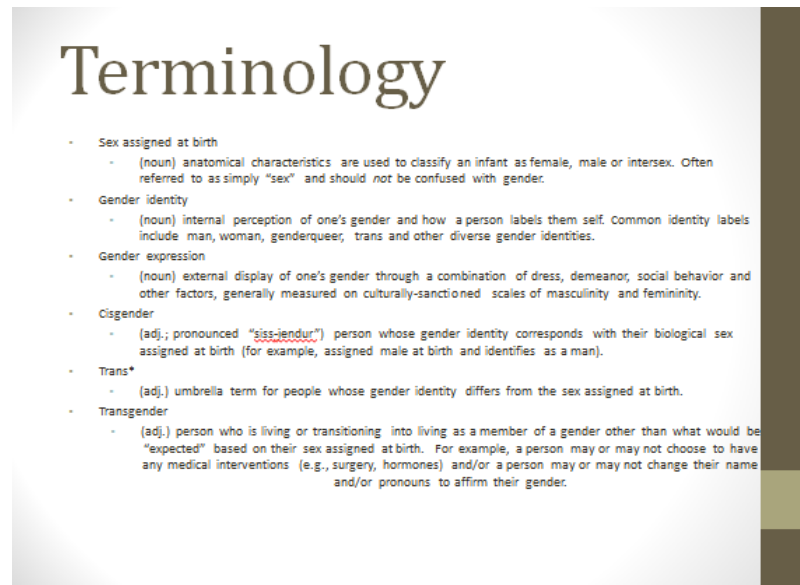 Terminology
Sex assigned at birth
(noun) anatomical characteristics are used to classify an infant as female, male or intersex. Often
referred to as simply “sex” and should not be confused with gender.
Gender identity
(noun) internal perception of one’s gender and how a person labels them self. Common identity labels
include man, woman, genderqueer, trans and other diverse gender identities.
Gender expression
(noun) external display of one’s gender through a combination of dress, demeanor, social behavior and
other factors, generally measured on culturally-sanctioned scales of masculinity and femininity.
Cisgender
(adj.; pronounced “siss-jendur”) person whose gender identity corresponds with their biological sex
assigned at birth (for example, assigned male at birth and identifies as a man).
Trans*
(adj.) umbrella term for people whose gender identity differs from the sex assigned at birth.
Transgender
(adj.) person who is living or transitioning into living as a member of a gender other than what would be
“expected” based on their sex assigned at birth. For example, a person may or may not choose to have
any medical interventions (e.g., surgery, hormones) and/or a person may or may not change their name
and/or pronouns to affirm their gender.